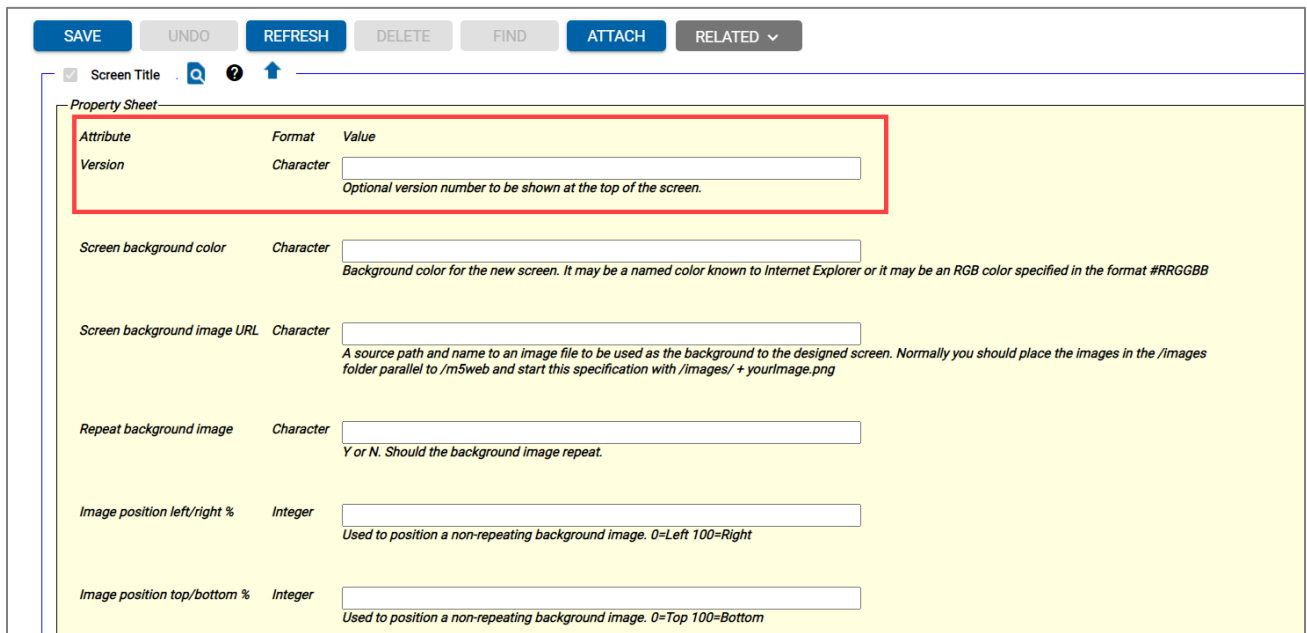 SAVE UNDO REFRESH DELETE FIND ATTACH RELATED
Screen Title
Property Sheet
Attribute Format Value
Version Character
Optional version number to be shown at the top of the screen.
Screen background color Character
Background color for the new screen. It may be a named color known to Internet Explorer or it may be an RGB color specified in the format #RRGGBB
Screen background image URL Character
A source path and name to an image file to be used as the background to the designed screen. Normally you should place the images in the /images
folder parallel to /m5web and start this specification with /images/ + yourImage.png
Repeat background image Character
Y or N. Should the background image repeat.
Image position left/right % Integer
Used to position a non-repeating background image. 0=Left 100=Right
Image position top/bottom % Integer
Used to position a non-repeating background image. 0=Top 100=Bottom